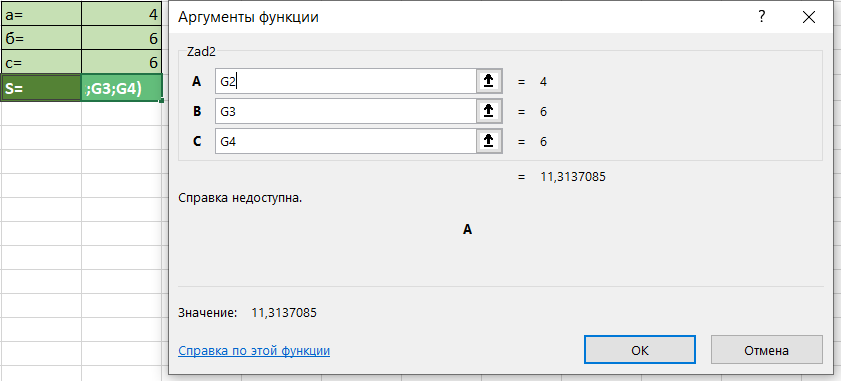 а= 4
б= 6
с= 6
S= ;G3;G4)
Аргументы функции ?
Zad2
A G2 = 4
B G3 = 6
C G4 = 6
= 11,3137085
Справка недоступна.
A
Значение: 11,3137085
Справка по этой функции
ОК
Отмена